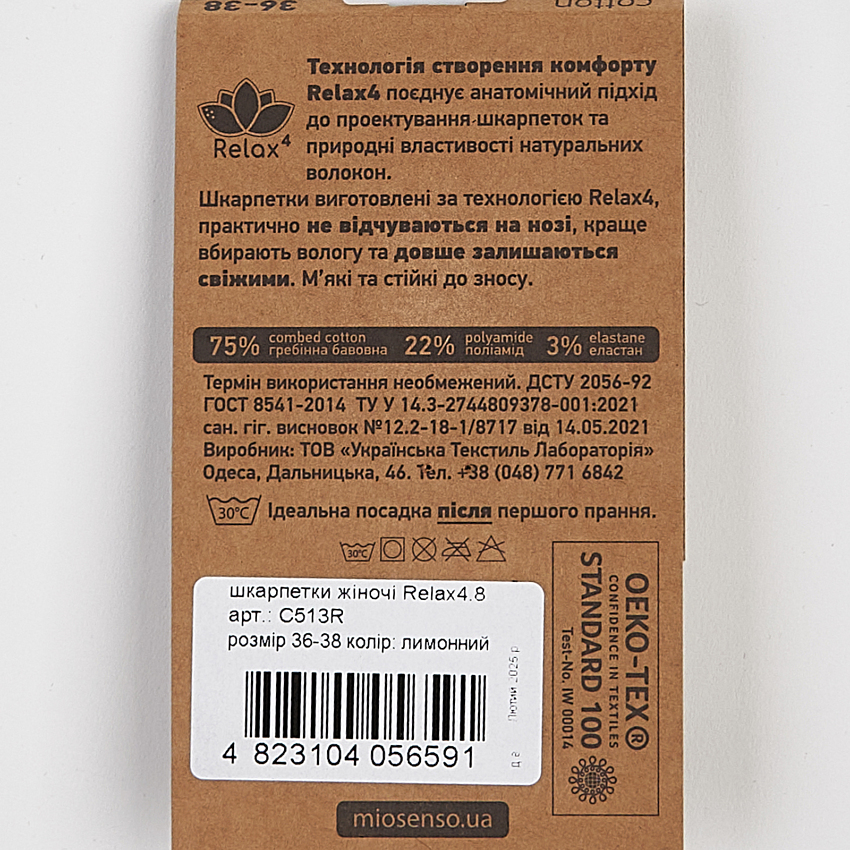 36-38
cotton
Технологія створення комфорту
Relax4 поєднує анатомічний підхід
до проектування шкарпеток та
природні властивості натуральних
волокон.
Relax4
Шкарпетки виготовлені за технологією Relax4,
практично не відчуваються на нозі, краще
вбирають вологу та довше залишаються
свіжими. М'які та стійкі до зносу.
75% combed cotton 22% polyamide 3% elastane
гребінна бавовна поліамід еластан
Термін використання необмежений. ДСТУ 2056-92
ГОСТ 8541-2014 ТУ У 14.3-2744809378-001:2021
сан. гіг. висновок №12.2-18-1/8717 від 14.05.2021
Виробник: ТОВ «Українська Текстиль Лабораторія»
Одеса, Дальницька, 46. Тел. +38 (048) 771 6842
30°C Ідеальна посадка після першого прання.
30°C
OEKO-TEX®
CONFIDENCE IN TEXTILES
STANDARD 100
Test-No. IW 00014
шкарпетки жіночі Relax4.8
арт.: C513R
розмір 36-38 колір: лимонний
Лютий 2025 р
4 823104 056591
miosenso.ua